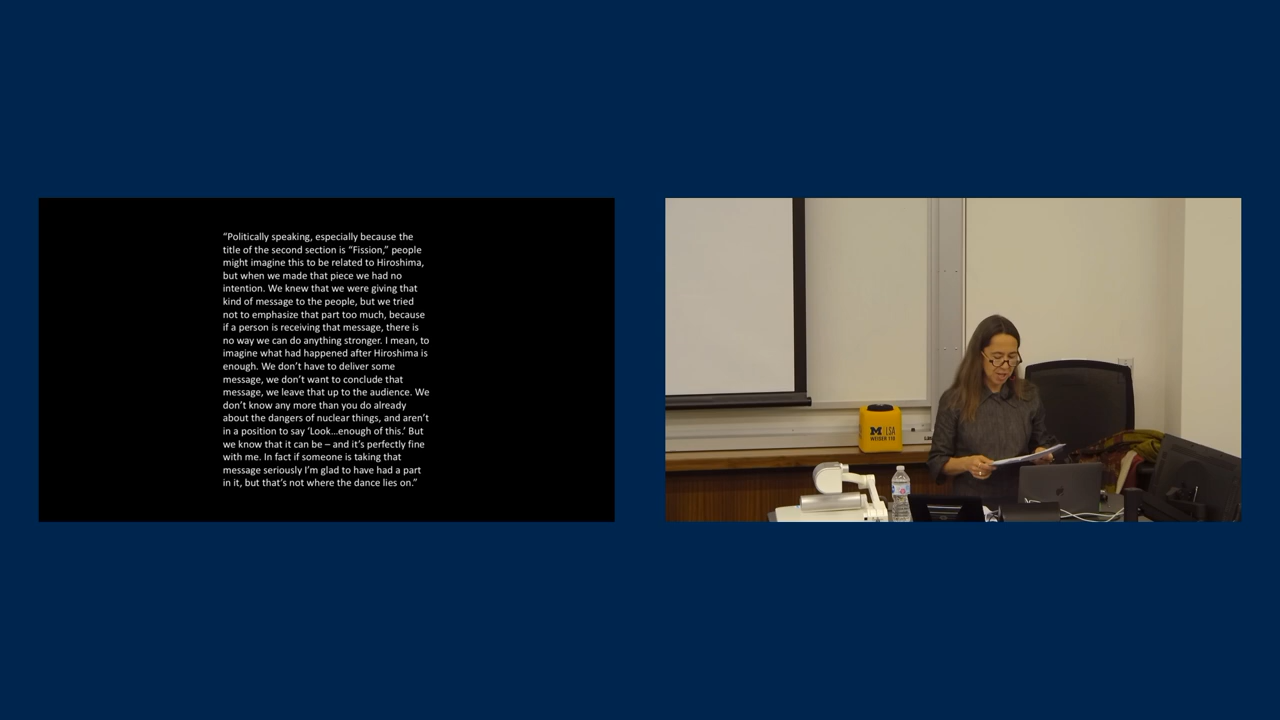 “Politically speaking, especially because the
title of the second section is “Fission,” people
might imagine this to be related to Hiroshima,
but when we made that piece we had no
intention. We knew that we were giving that
kind of message to the people, but we tried
not to emphasize that part too much, because
if a person is receiving that message, there is
no way we can do anything stronger. I mean, to
imagine what had happened after Hiroshima is
enough. We don’t have to deliver some
message, we don’t want to conclude that
message, we leave that up to the audience. We
don’t know any more than you do already
about the dangers of nuclear things, and aren’t
in a position to say ‘Look…enough of this.’ But
we know that it can be – and it’s perfectly fine
with me. In fact if someone is taking that
message seriously I’m glad to have had a part
in it, but that’s not where the dance lies on.”
M LSA
WEISER 110